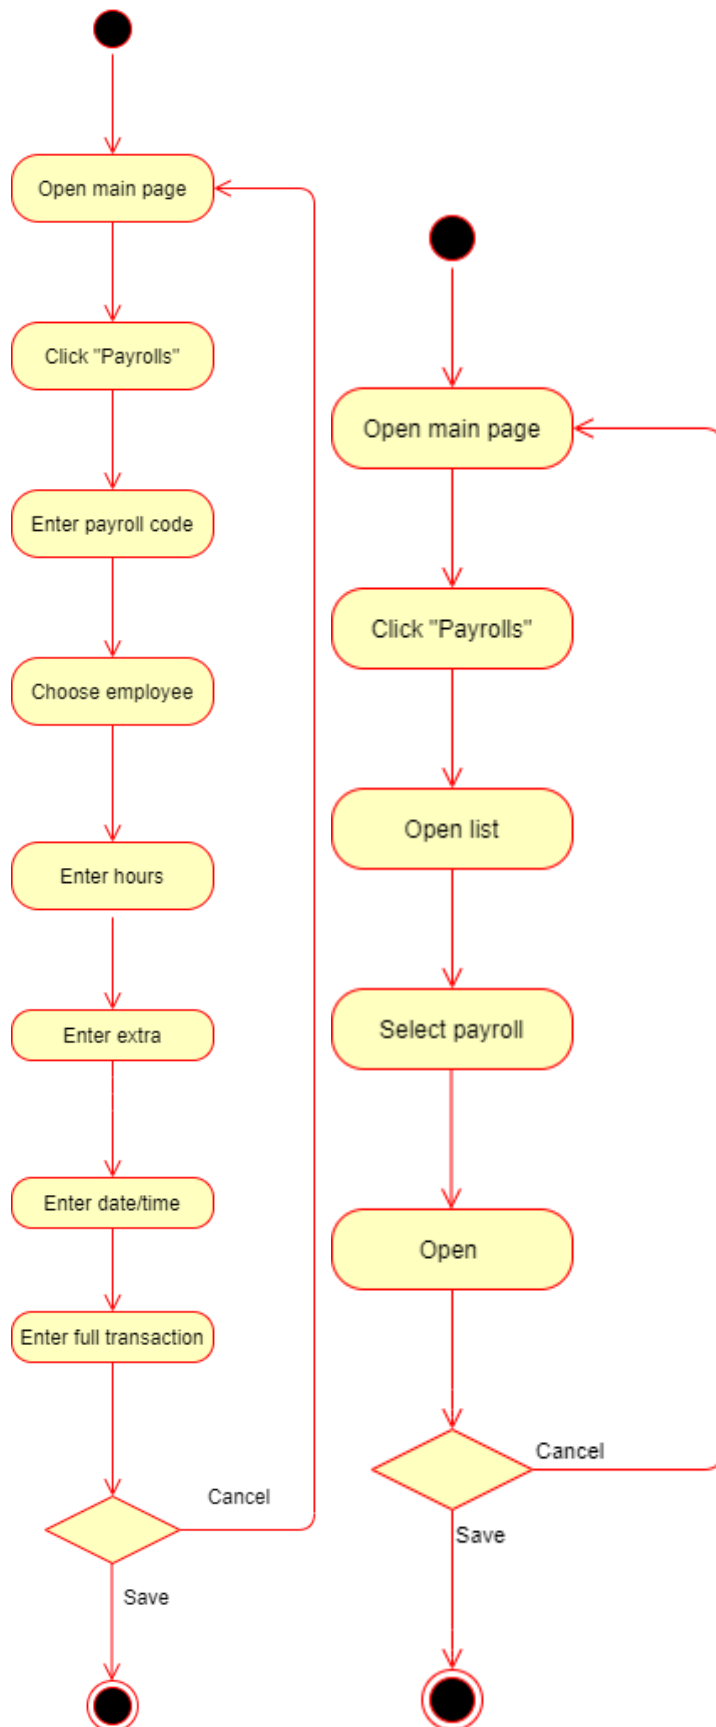 Open main page
Click "Payrolls"
Enter payroll code
Choose employee
Enter hours
Enter extra
Enter date/time
Enter full transaction
Cancel
Save
Open main page
Click "Payrolls"
Open list
Select payroll
Open
Cancel
Save